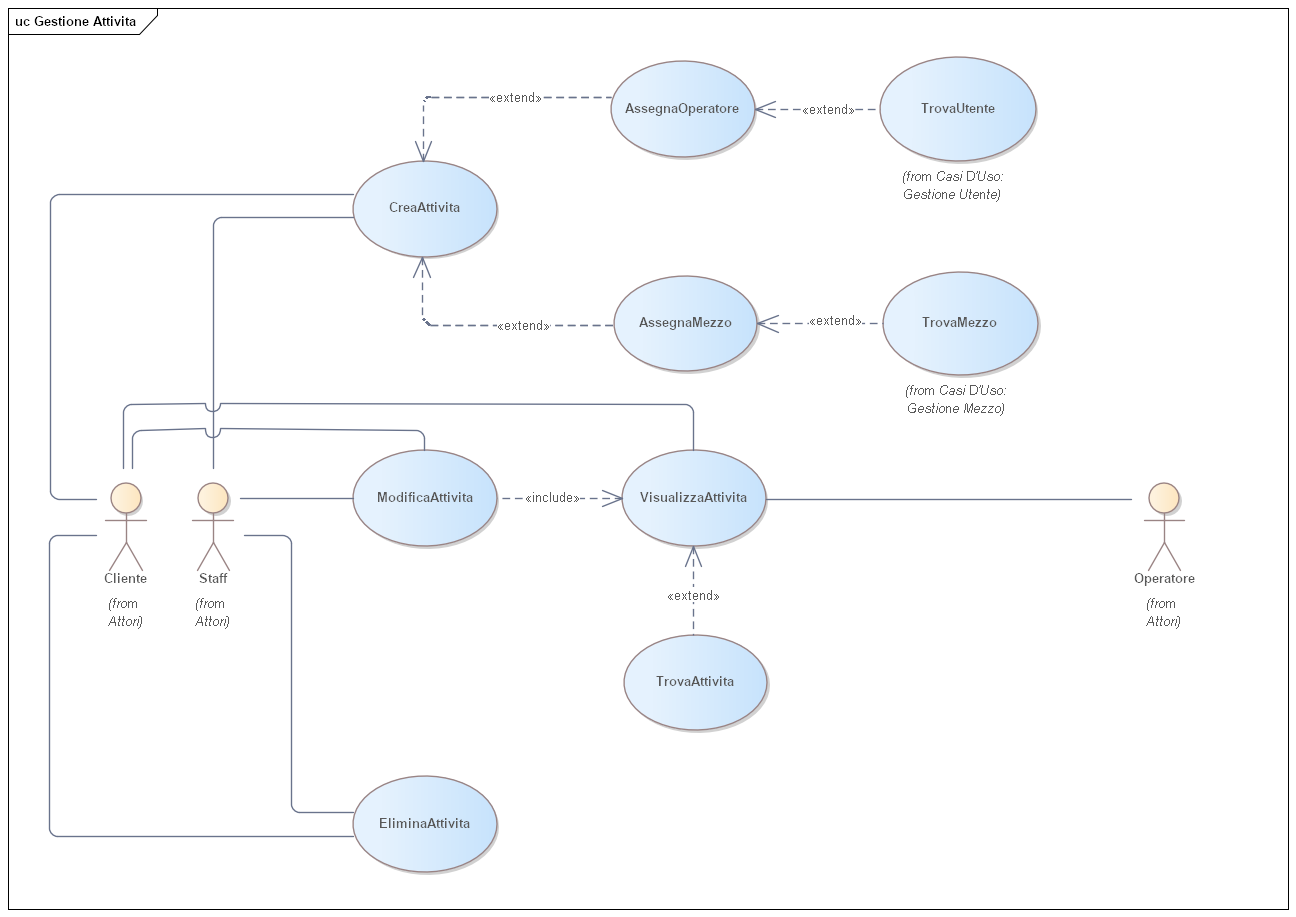 uc Gestione Attivita
«extend»
AssegnaOperatore
«extend»
TrovaUtente
(from Casi D'Uso:
Gestione Utente)
CreaAttivita
«extend»
AssegnaMezzo
«extend»
TrovaMezzo
(from Casi D'Uso:
Gestione Mezzo)
ModificaAttivita
«include»
VisualizzaAttivita
Cliente
(from
Attori)
Staff
(from
Attori)
Operatore
(from
Attori)
«extend»
TrovaAttivita
EliminaAttivita